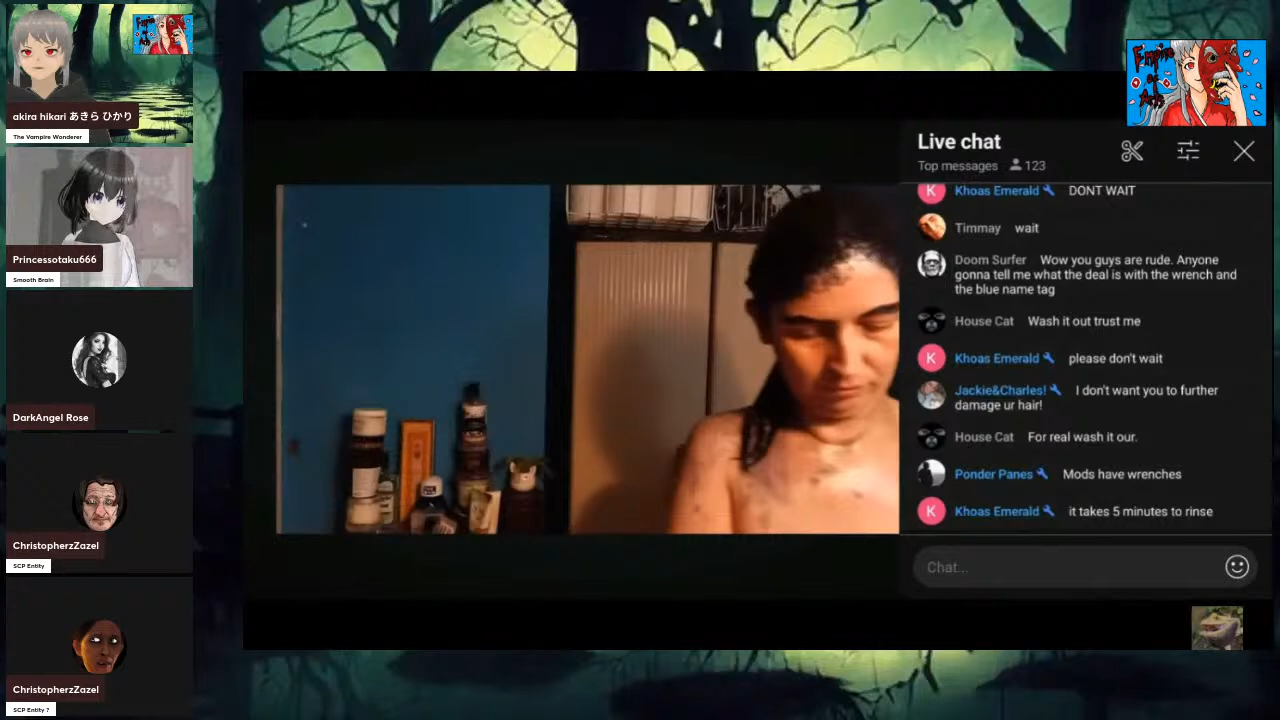 akira hikari あきら ひかり
The Vampire Wonderer
Princessotaku666
Smooth Brain
DarkAngel Rose
ChristopherzZazel
SCP Entity
ChristopherzZazel
SCP Entity ?
Empire of Arts
Live chat
Top messages 123
K Khoas Emerald DONT WAIT
Timmay wait
Doom Surfer Wow you guys are rude. Anyone
gonna tell me what the deal is with the wrench and
the blue name tag
House Cat Wash it out trust me
K Khoas Emerald please don't wait
Jackie&Charles! I don't want you to further
damage ur hair!
House Cat For real wash it our.
Ponder Panes Mods have wrenches
K Khoas Emerald it takes 5 minutes to rinse
Chat...